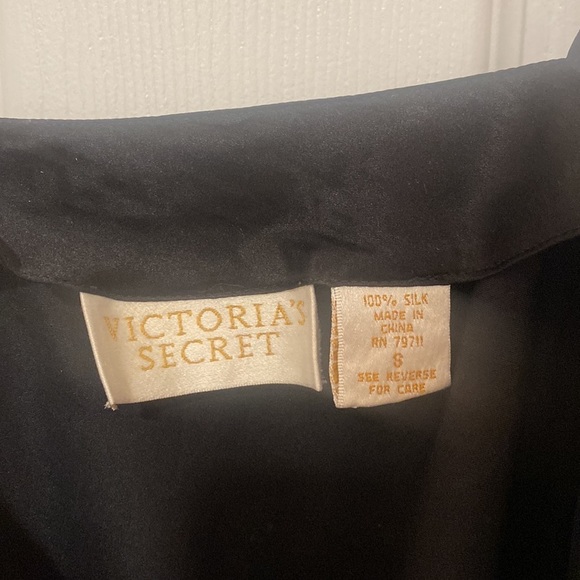 VICTORIA'S
SECRET
100% SILK
MADE IN
CHINA
RN 79711
S
SEE REVERSE
FOR CARE